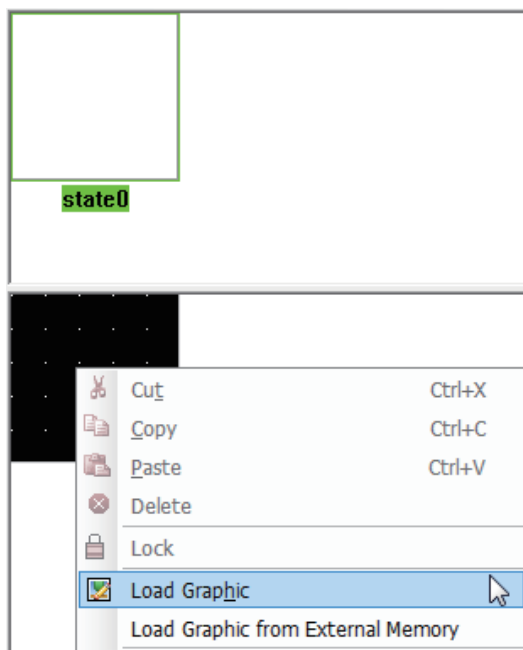 state0
Cut Ctrl+X
Copy Ctrl+C
Paste Ctrl+V
Delete
Lock
Load Graphic
Load Graphic from External Memory